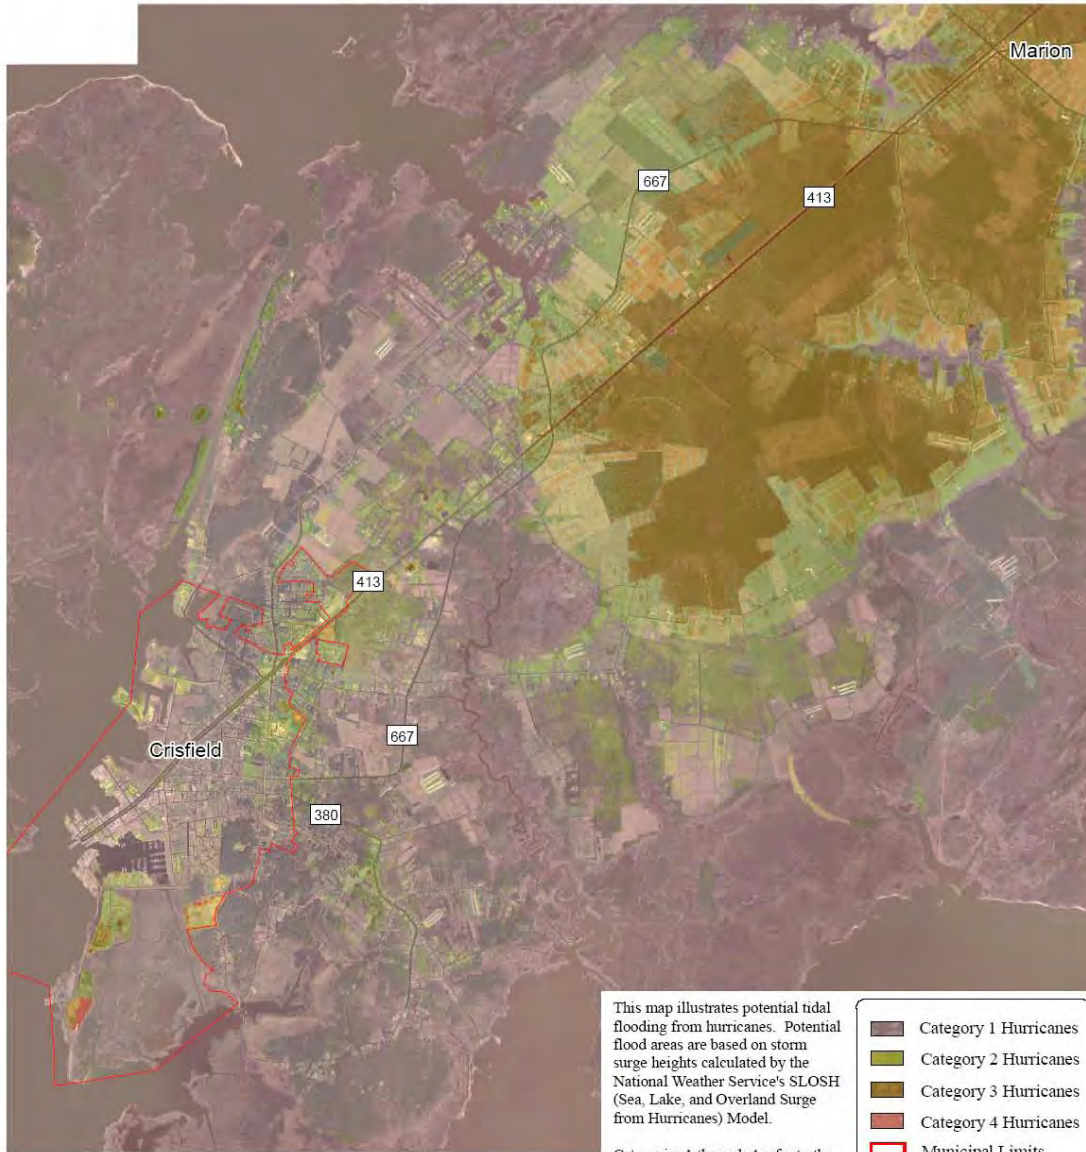 Marion
667
413
413
Crisfield
667
380
This map illustrates potential tidal
flooding from hurricanes. Potential
flood areas are based on storm
surge heights calculated by the
National Weather Service's SLOSH
(Sea, Lake, and Overland Surge
from Hurricanes) Model.
Category 1 Hurricanes
Category 2 Hurricanes
Category 3 Hurricanes
Category 4 Hurricanes
Municipal Limits